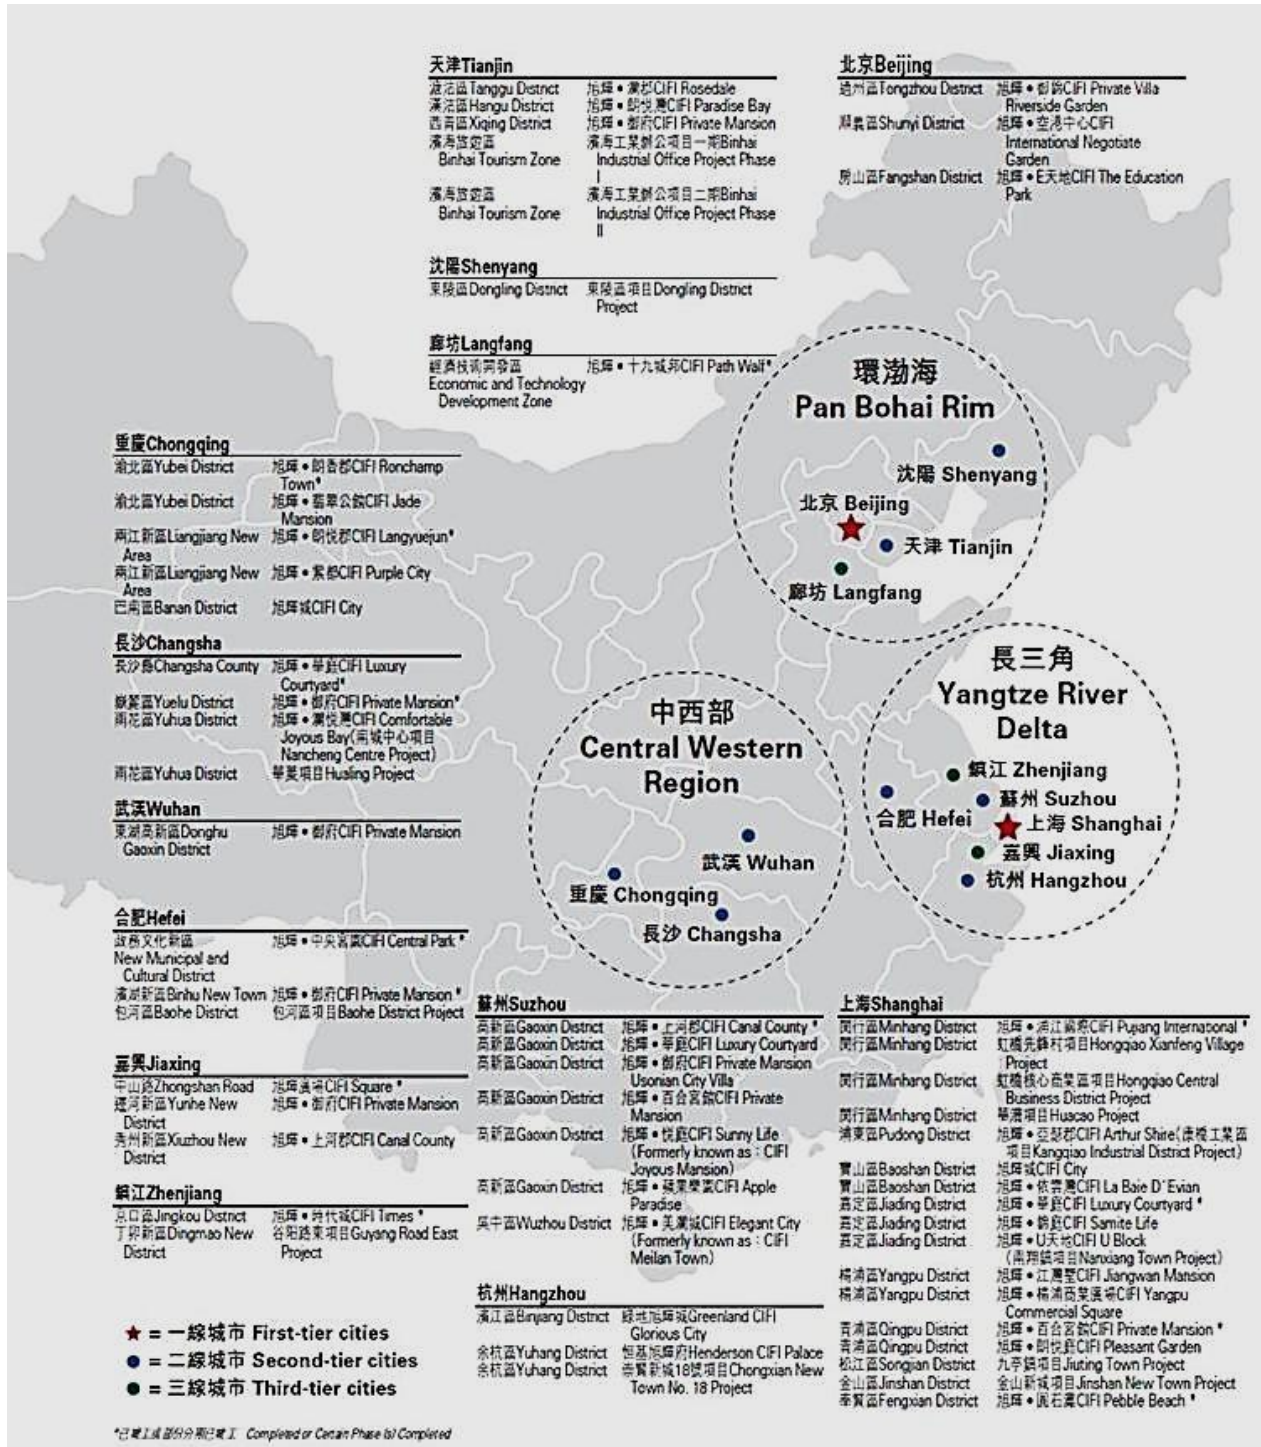 天津Tianjin
塘沽區Tanggu District 旭輝•瀾郡CIFI Rosedale
漢沽區Hangu District 旭輝•朗悅灣CIFI Paradise Bay
西青區Xiqing District 旭輝•御府CIFI Private Mansion
濱海旅遊區 濱海工業辦公項目一期Binhai
Binhai Tourism Zone Industrial Office Project Phase
I
濱海旅遊區 濱海工業辦公項目二期Binhai
Binhai Tourism Zone Industrial Office Project Phase
II
瀋陽Shenyang
東陵區Dongling District 東陵區項目Dongling District
Project
廊坊Langfang
經濟技術開發區 旭輝•十九城邦CIFI Path Walf*
Economic and Technology
Development Zone
北京Beijing
通州區Tongzhou District 旭輝•御錦CIFI Private Villa
Riverside Garden
順義區Shunyi District 旭輝•空港中心CIFI
International Negotiate
Garden
房山區Fangshan District 旭輝•E天地CIFI The Education
Park
環渤海
Pan Bohai Rim
沈陽 Shenyang
北京 Beijing
天津 Tianjin
廊坊 Langfang
重慶Chongqing
渝北區Yubei District 旭輝•朗香郡CIFI Ronchamp
Town*
渝北區Yubei District 旭輝•翡翠公館CIFI Jade
Mansion
兩江新區Liangjiang New 旭輝•朗悅郡CIFI Langyuejun*
Area
兩江新區Liangjiang New 旭輝•紫都CIFI Purple City
Area
巴南區Banan District 旭輝城CIFI City
長沙Changsha
長沙縣Changsha County 旭輝•華庭CIFI Luxury
Courtyard*
嶽麓區Yuelu District 旭輝•御府CIFI Private Mansion*
雨花區Yuhua District 旭輝•瀾悅灣CIFI Comfortable
Joyous Bay(南城中心項目
Nancheng Centre Project)
雨花區Yuhua District 華菱項目Hualing Project
武漢Wuhan
東湖高新區Donghu 旭輝•御府CIFI Private Mansion
Gaoxin District
長三角
Yangtze River
Delta
鎮江 Zhenjiang
蘇州 Suzhou
合肥 Hefei
上海 Shanghai
嘉興 Jiaxing
杭州 Hangzhou
中西部
Central Western
Region
武漢 Wuhan
重慶 Chongqing
長沙 Changsha
合肥Hefei
政務文化新區 旭輝•中央宮園CIFI Central Park *
New Municipal and
Cultural District
濱湖新區Binhu New Town 旭輝•御府CIFI Private Mansion *
包河區Baohe District 包河區項目Baohe District Project
嘉興Jiaxing
中山路Zhongshan Road 旭輝廣場CIFI Square *
運河新區Yunhe New 旭輝•御府CIFI Private Mansion
District
秀州新區Xiuzhou New 旭輝•上河郡CIFI Canal County
District
鎮江Zhenjiang
京口區Jingkou District 旭輝•時代城CIFI Times *
丁卯新區Dingmao New 谷陽路東項目Guyang Road East
District Project
蘇州Suzhou
高新區Gaoxin District 旭輝•上河郡CIFI Canal County *
高新區Gaoxin District 旭輝•華庭CIFI Luxury Courtyard
高新區Gaoxin District 旭輝•御府CIFI Private Mansion
Usonian City Villa
高新區Gaoxin District 旭輝•百合宮館CIFI Private
Mansion
高新區Gaoxin District 旭輝•悅庭CIFI Sunny Life
(Formerly known as：CIFI
Joyous Mansion)
高新區Gaoxin District 旭輝•蘋果樂園CIFI Apple
Paradise
吳中區Wuzhou District 旭輝•美瀾城CIFI Elegant City
(Formerly known as：CIFI
Meilan Town)
杭州Hangzhou
濱江區Binjiang District 綠地旭輝城Greenland CIFI
Glorious City
余杭區Yuhang District 恒基旭輝府Henderson CIFI Palace
余杭區Yuhang District 崇賢新城18號項目Chongxian New
Town No. 18 Project
上海Shanghai
閔行區Minhang District 旭輝•浦江國際CIFI Pujiang International *
閔行區Minhang District 虹橋先鋒村項目Hongqiao Xianfeng Village
Project
閔行區Minhang District 虹橋核心商業區項目Hongqiao Central
Business District Project
閔行區Minhang District 華漕項目Huacao Project
浦東區Pudong District 旭輝•亞瑟郡CIFI Arthur Shire(康橋工業區
項目Kangqiao Industrial District Project)
寶山區Baoshan District 旭輝城CIFI City
寶山區Baoshan District 旭輝•依雲灣CIFI La Baie D'Evian
嘉定區Jiading District 旭輝•華庭CIFI Luxury Courtyard *
嘉定區Jiading District 旭輝•錦庭CIFI Samite Life
嘉定區Jiading District 旭輝•U天地CIFI U Block
(南翔鎮項目Nanxiang Town Project)
楊浦區Yangpu District 旭輝•江灣墅CIFI Jiangwan Mansion
楊浦區Yangpu District 旭輝•楊浦商業廣場CIFI Yangpu
Commercial Square
青浦區Qingpu District 旭輝•百合宮館CIFI Private Mansion *
青浦區Qingpu District 旭輝•朗悅庭CIFI Pleasant Garden
松江區Songjian District 九亭鎮項目Jiuting Town Project
金山區Jinshan District 金山新城項目Jinshan New Town Project
奉賢區Fengxian District 旭輝•圓石灘CIFI Pebble Beach *
★ = 一線城市 First-tier cities
● = 二線城市 Second-tier cities
● = 三線城市 Third-tier cities
*已竣工或部份分期已竣工 Completed or Certain Phase (s) Completed